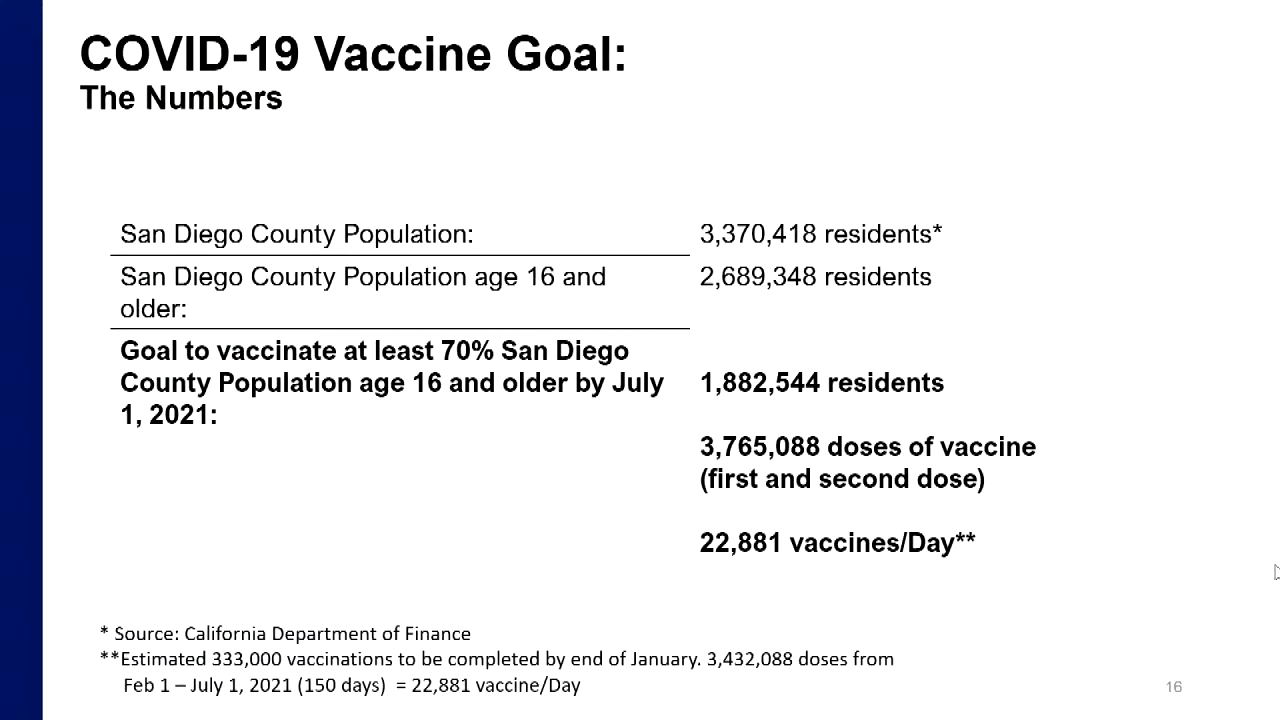 COVID-19 Vaccine Goal:
The Numbers
San Diego County Population:
3,370,418 residents*
San Diego County Population age 16 and
older:
2,689,348 residents
Goal to vaccinate at least 70% San Diego
County Population age 16 and older by July
1, 2021:
1,882,544 residents
3,765,088 doses of vaccine
(first and second dose)
22,881 vaccines/Day**
* Source: California Department of Finance
**Estimated 333,000 vaccinations to be completed by end of January. 3,432,088 doses from
Feb 1 – July 1, 2021 (150 days)  = 22,881 vaccine/Day
16